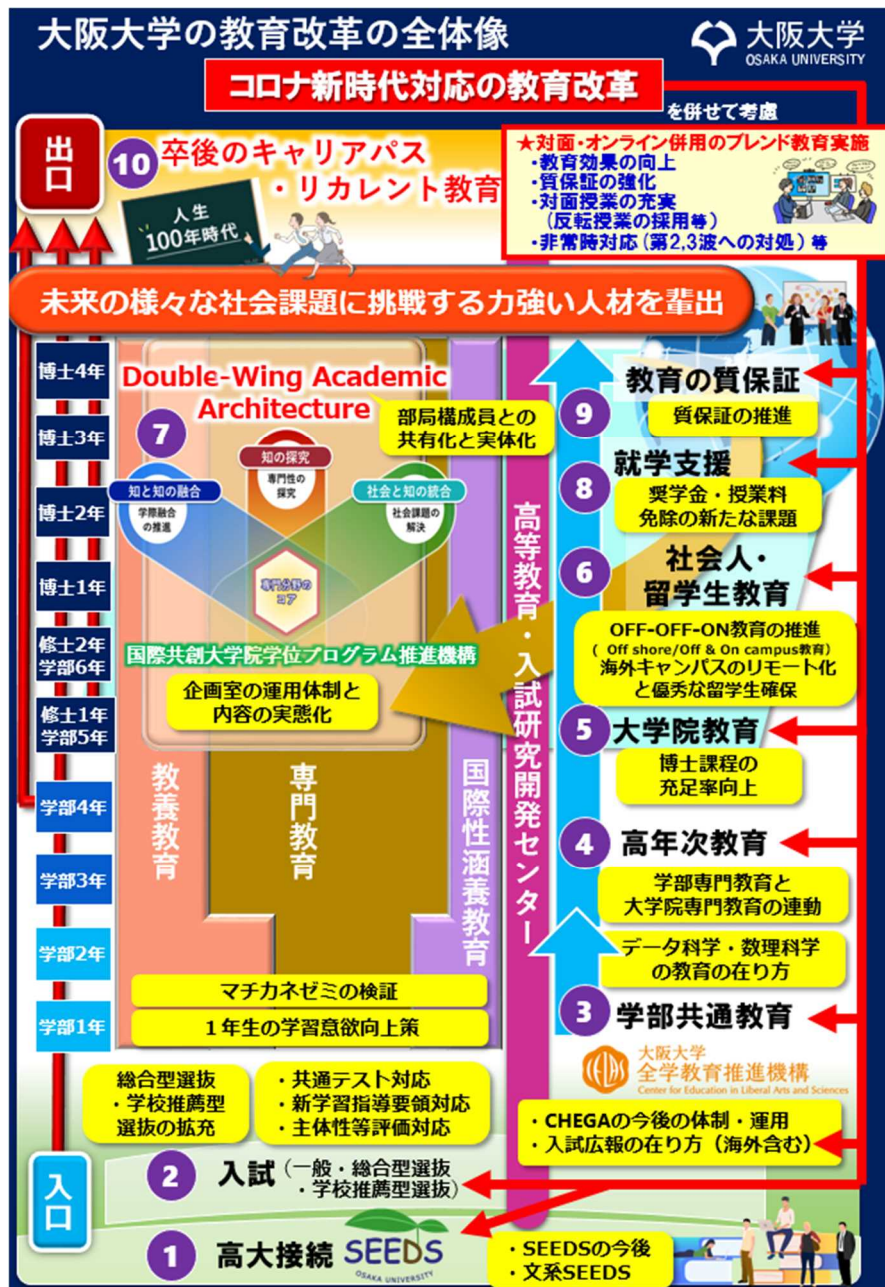 大阪大学の教育改革の全体像
大阪大学
OSAKA UNIVERSITY
コロナ新時代対応の教育改革
を併せて考慮
出口
10 卒後のキャリアパス
・リカレント教育
★対面・オンライン併用のブレンド教育実施
・教育効果の向上
・質保証の強化
・対面授業の充実
（反転授業の採用等）
・非常時対応（第2,3波への対処）等
人生
100年時代
未来の様々な社会課題に挑戦する力強い人材を輩出
博士4年
博士3年
博士2年
博士1年
修士2年
学部6年
修士1年
学部5年
学部4年
学部3年
学部2年
学部1年
Double-Wing Academic
Architecture
7
部局構成員との
共有化と実体化
知の探究
専門性の
探究
知と知の融合
学際融合
の推進
社会と知の統合
社会課題の
解決
専門分野の
コア
国際共創大学院学位プログラム推進機構
企画室の運用体制と
内容の実態化
教養教育
専門教育
国際性涵養教育
高等教育・入試研究開発センター
教育の質保証
9
質保証の推進
就学支援
8
奨学金・授業料
免除の新たな課題
6 社会人・
留学生教育
OFF-OFF-ON教育の推進
( Off shore/Off & On campus教育)
海外キャンパスのリモート化
と優秀な留学生確保
5 大学院教育
博士課程の
充足率向上
4 高年次教育
学部専門教育と
大学院専門教育の連動
データ科学・数理科学
の教育の在り方
3 学部共通教育
マチカネゼミの検証
1年生の学習意欲向上策
CELAS
大阪大学
全学教育推進機構
Center for Education in Liberal Arts and Sciences
総合型選抜
・学校推薦型
選抜の拡充
・共通テスト対応
・新学習指導要領対応
・主体性等評価対応
・CHEGAの今後の体制・運用
・入試広報の在り方（海外含む）
入口
2 入試（一般・総合型選抜
・学校推薦型選抜）
1 高大接続
SEEDS
OSAKA UNIVERSITY
・SEEDSの今後
・文系SEEDS